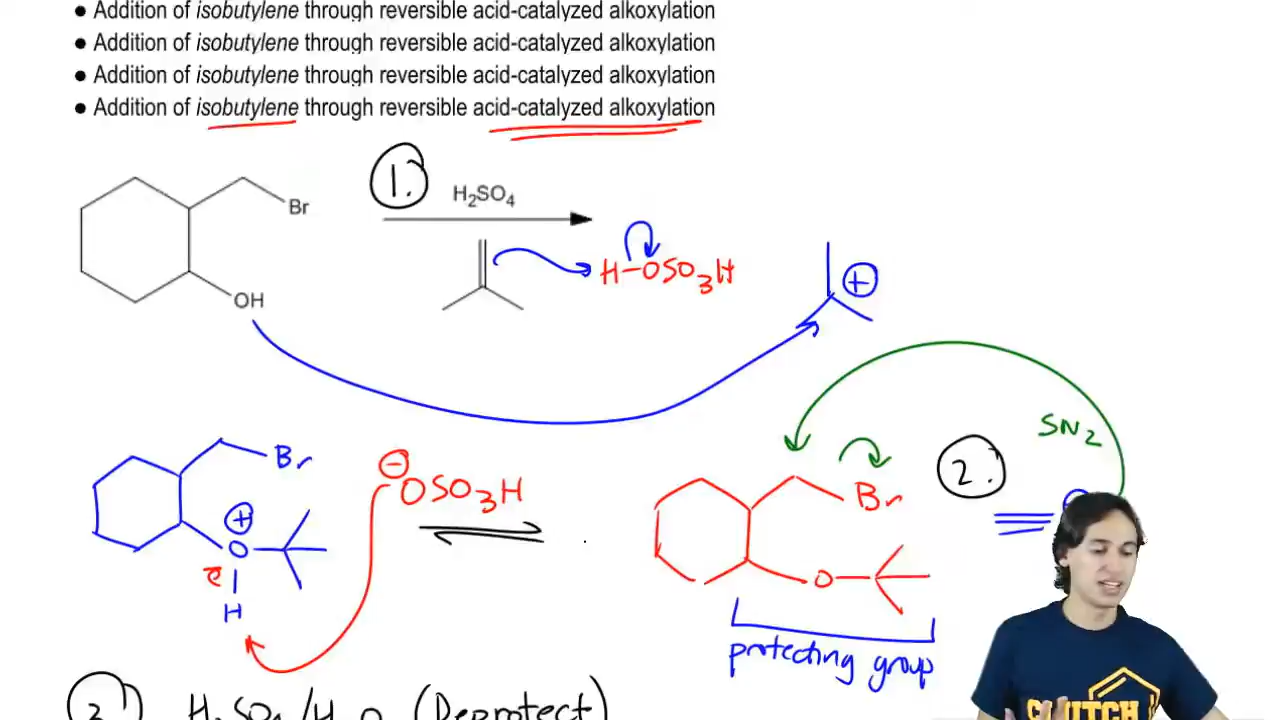 ● Addition of isobutylene through reversible acid-catalyzed alkoxylation
● Addition of isobutylene through reversible acid-catalyzed alkoxylation
● Addition of isobutylene through reversible acid-catalyzed alkoxylation
● Addition of isobutylene through reversible acid-catalyzed alkoxylation
1.
H₂SO₄
Br
OH
H-OSO₃H
+
SN₂
Br
+
O
H
⊖
OSO₃H
Br
O
2.
protecting group
3.
H₂SO₄/H₂O (Deprotect)